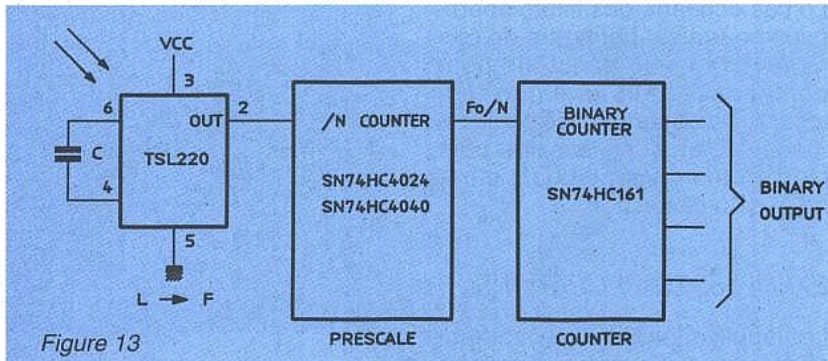 VCC
3
6
OUT
2
C
TSL220
4
5
L → F
/N COUNTER
SN74HC4024
SN74HC4040
PRESCALE
Fo/N
BINARY
COUNTER
SN74HC161
COUNTER
BINARY
OUTPUT
Figure 13